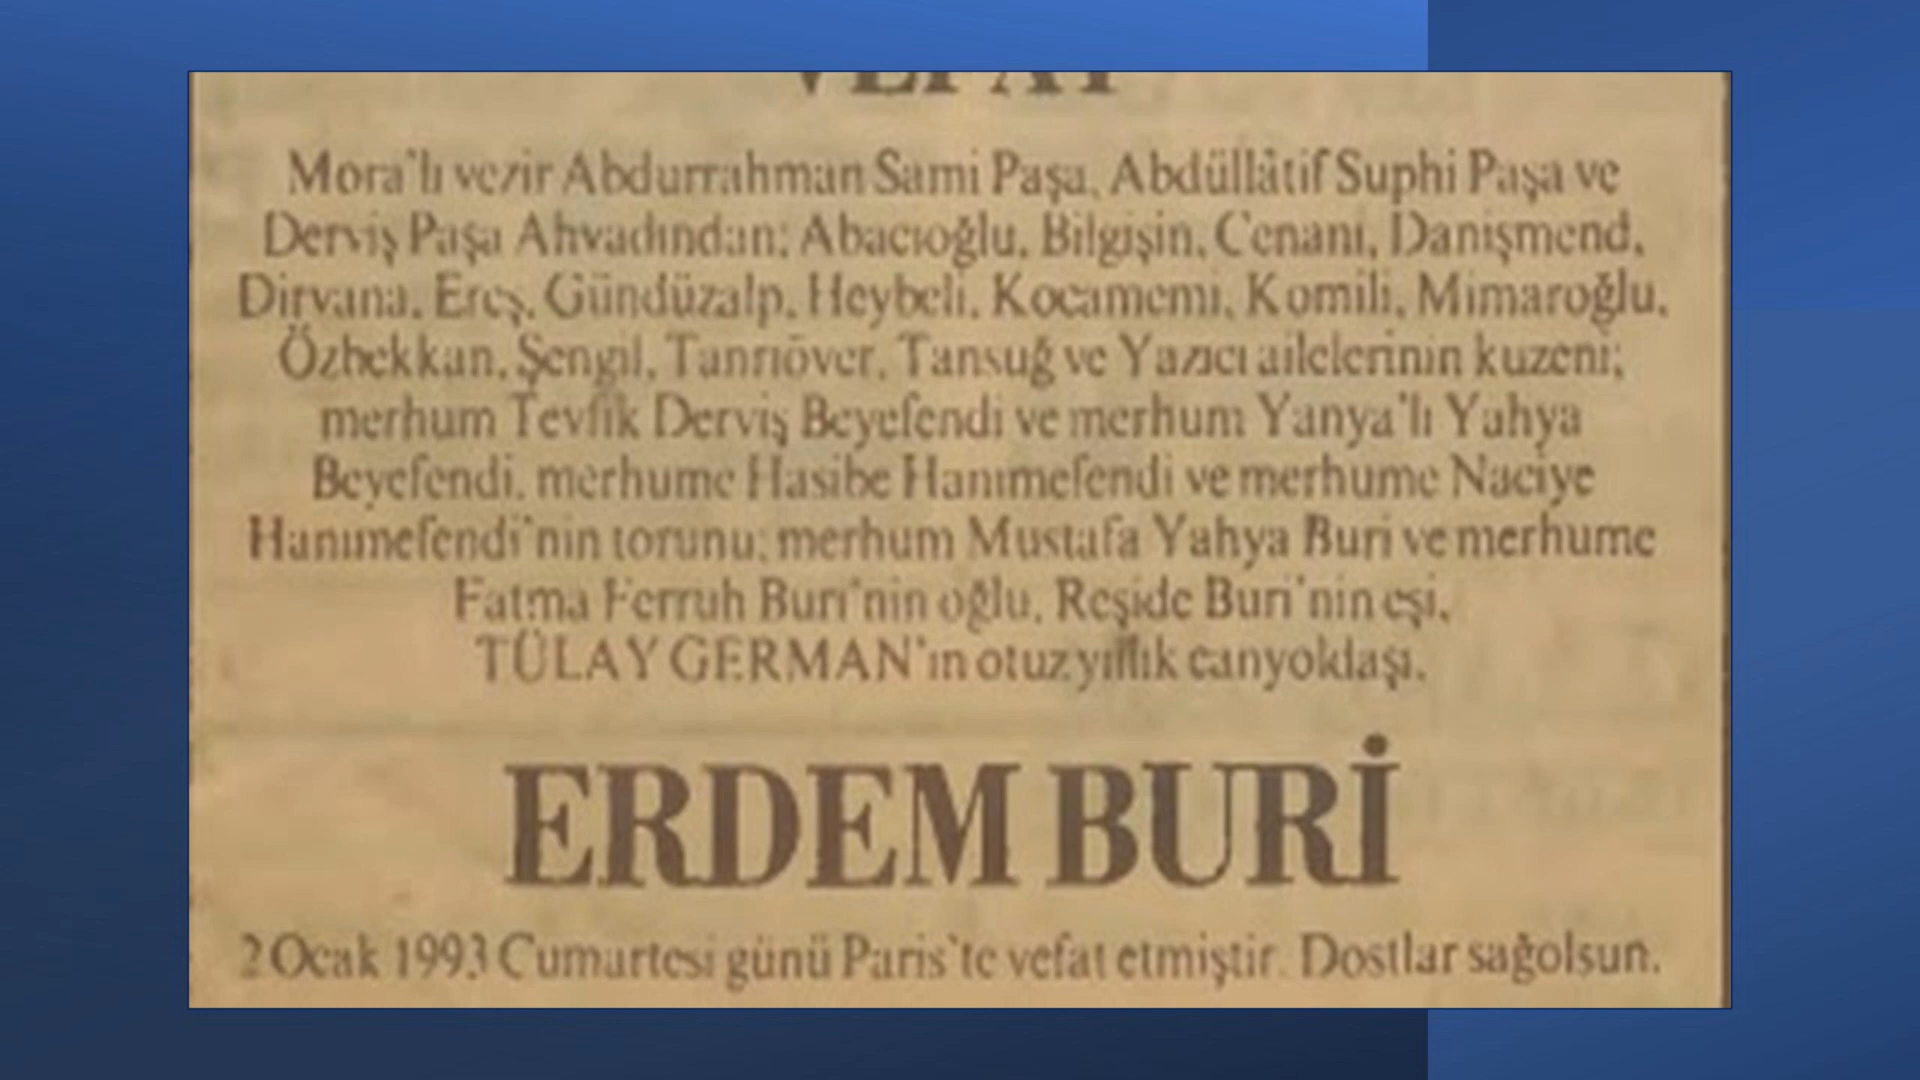 VEFAT
Mora'lı vezir Abdurrahman Sami Paşa, Abdüllâtif Suphi Paşa ve
Derviş Paşa Ahvadından; Abacıoğlu, Bilgişin, Cenani, Danişmend,
Dirvana, Ereş, Gündüzalp, Heybeli, Kocamemi, Komili, Mimaroğlu,
Özbekkan, Şengil, Tanrıöver, Tansuğ ve Yazıcı ailelerinin kuzeni;
merhum Tevfik Derviş Beyefendi ve merhum Yanya'lı Yahya
Beyefendi, merhume Hasibe Hanımefendi ve merhume Naciye
Hanımefendi'nin torunu; merhum Mustafa Yahya Buri ve merhume
Fatma Ferruh Buri'nin oğlu, Reşide Buri'nin eşi,
TÜLAY GERMAN'ın otuz yıllık canyoklaşı,
ERDEM BURİ
2 Ocak 1993 Cumartesi günü Paris'te vefat etmiştir. Dostlar sağolsun.